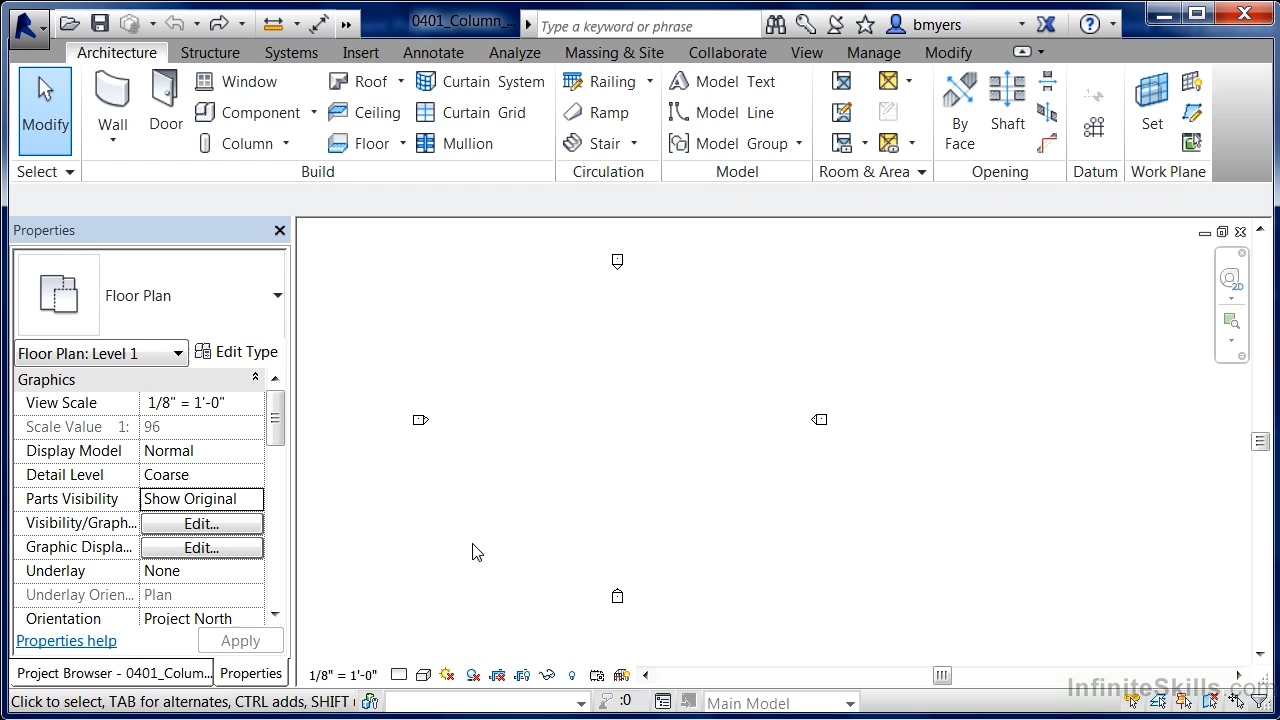 0401_Column_...
Type a keyword or phrase
bmyers
Architecture Structure Systems Insert Annotate Analyze Massing & Site Collaborate View Manage Modify
Modify
Wall
Door
Window
Component
Column
Roof
Ceiling
Floor
Curtain System
Curtain Grid
Mullion
Railing
Ramp
Stair
Model Text
Model Line
Model Group
By
Face
Shaft
Set
Select
Build
Circulation
Model
Room & Area
Opening
Datum
Work Plane
Properties
Floor Plan
Floor Plan: Level 1
Edit Type
Graphics
View Scale 1/8" = 1'-0"
Scale Value 1: 96
Display Model Normal
Detail Level Coarse
Parts Visibility Show Original
Visibility/Graph... Edit...
Graphic Displa... Edit...
Underlay None
Underlay Orien... Plan
Orientation Project North
Properties help
Apply
Project Browser - 0401_Colum...
Properties
2D
1/8" = 1'-0"
Click to select, TAB for alternates, CTRL adds, SHIFT
:0
Main Model
InfiniteSkills.com